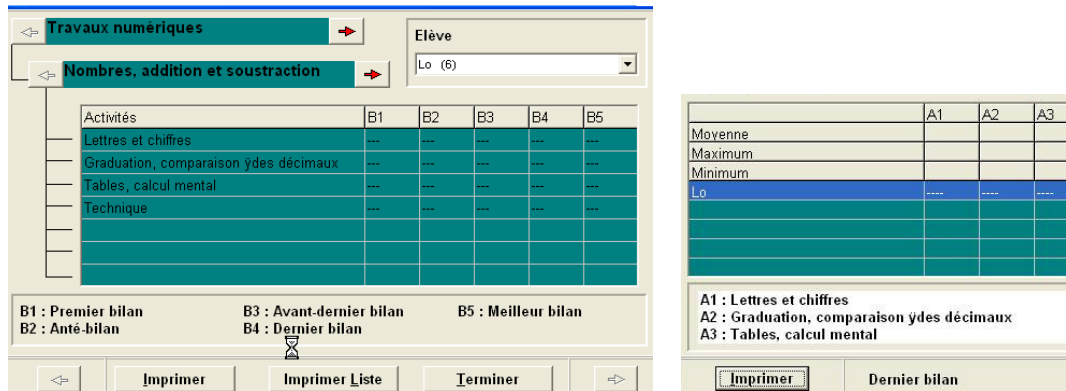 Travaux numériques
Elève
Lo (6)
Nombres, addition et soustraction
Activités B1 B2 B3 B4 B5
Lettres et chiffres --- --- --- --- ---
Graduation, comparaison ÿdes décimaux --- --- --- --- ---
Tables, calcul mental --- --- --- --- ---
Technique --- --- --- --- ---
B1 : Premier bilan B3 : Avant-dernier bilan B5 : Meilleur bilan
B2 : Anté-bilan B4 : Dernier bilan
Imprimer Imprimer Liste Terminer
A1 A2 A3
Moyenne
Maximum
Minimum
Lo ---- ---- ----
A1 : Lettres et chiffres
A2 : Graduation, comparaison ÿdes décimaux
A3 : Tables, calcul mental
Imprimer Dernier bilan